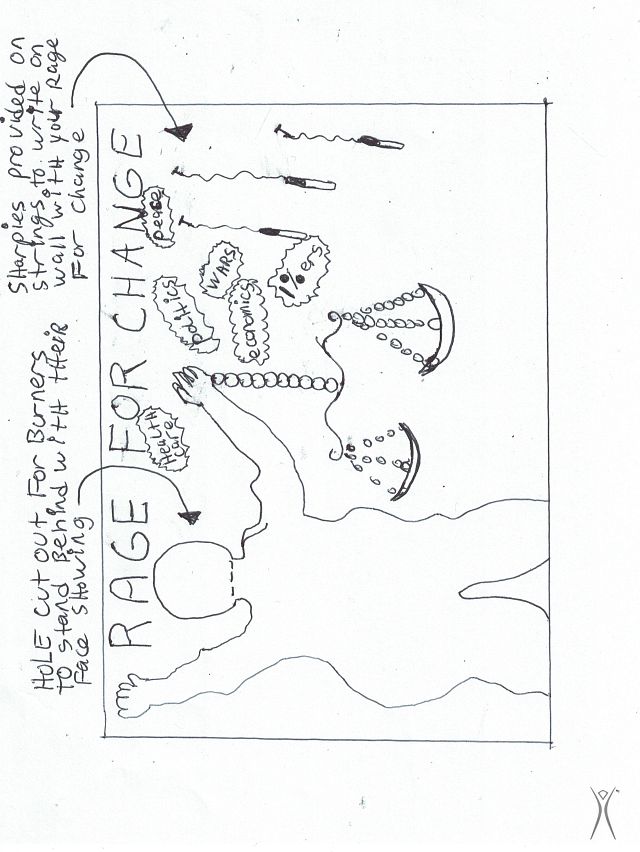 HOLE cut out For Burners
TO stand Behind with their
Face showing
Sharpies provided on
strings to write on
wall with your Rage
For change
RAGE FOR CHANGE
HeaLTH
care
politics
peace
WARS
economics
1%ers